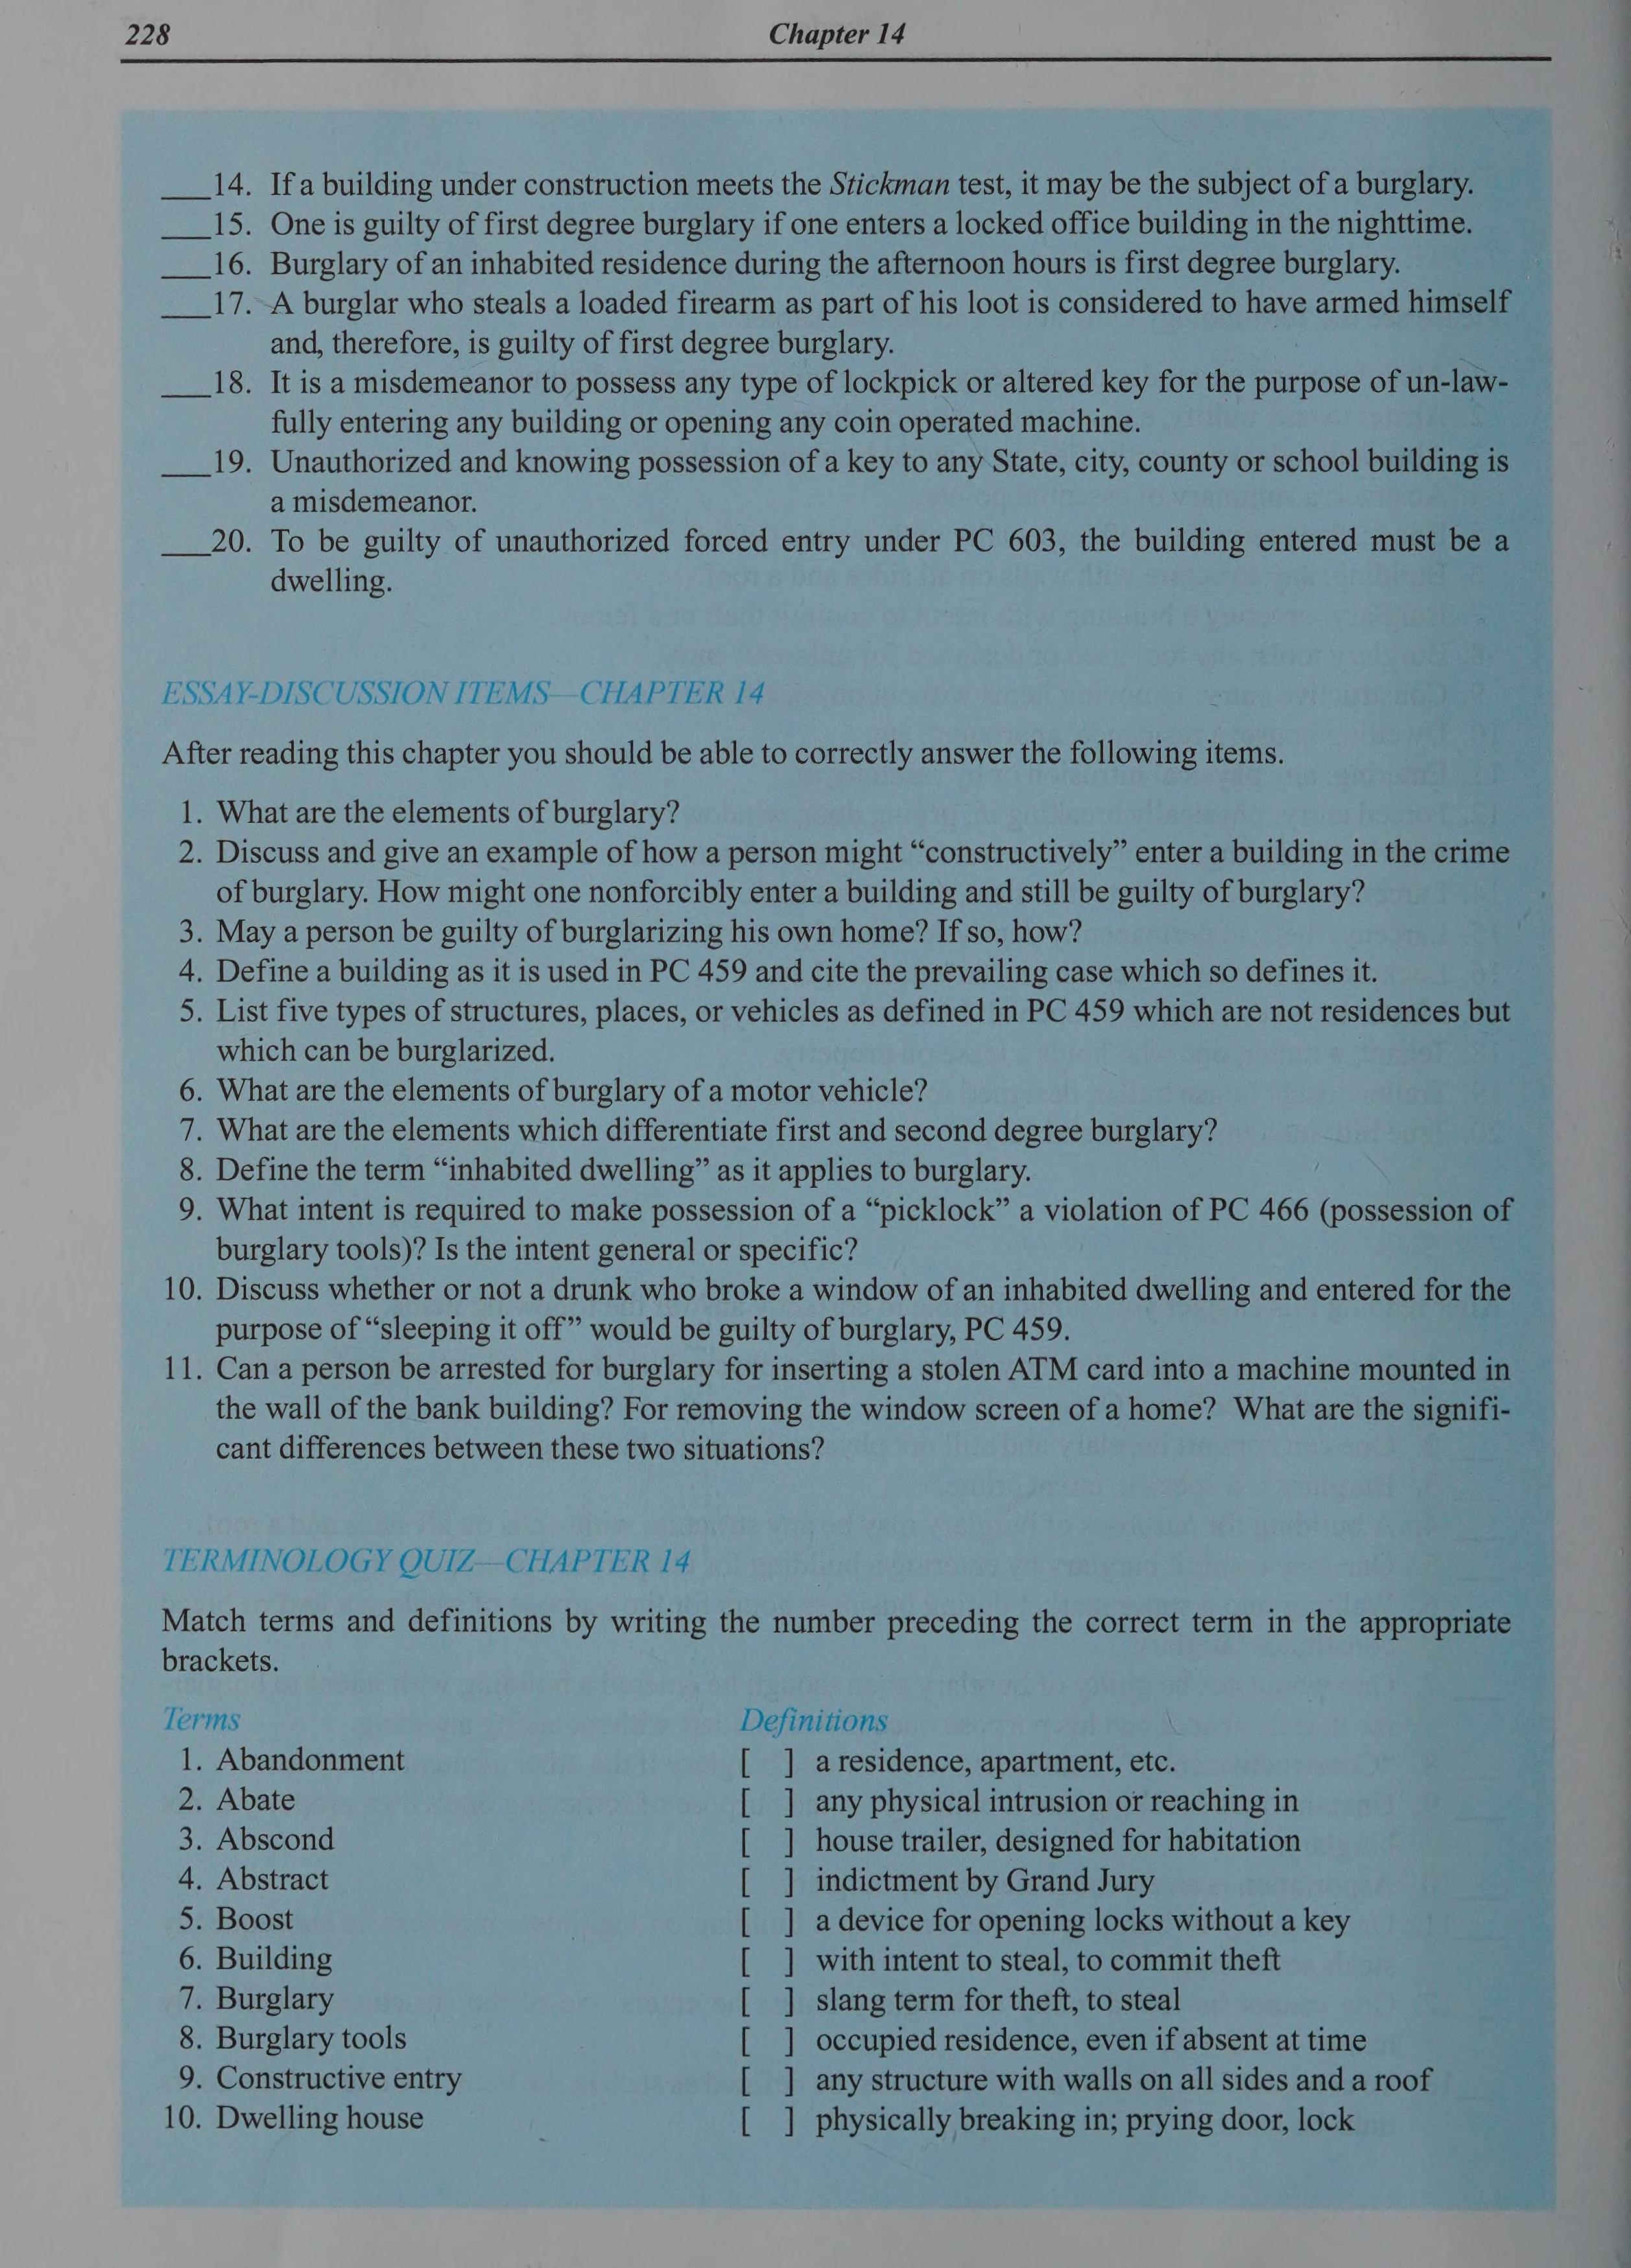 228 Chapter 14
___14. If a building under construction meets the Stickman test, it may be the subject of a burglary.
___15. One is guilty of first degree burglary if one enters a locked office building in the nighttime.
___16. Burglary of an inhabited residence during the afternoon hours is first degree burglary.
___17. A burglar who steals a loaded firearm as part of his loot is considered to have armed himself
and, therefore, is guilty of first degree burglary.
___18. It is a misdemeanor to possess any type of lockpick or altered key for the purpose of un-law-
fully entering any building or opening any coin operated machine.
___19. Unauthorized and knowing possession of a key to any State, city, county or school building is
a misdemeanor.
___20. To be guilty of unauthorized forced entry under PC 603, the building entered must be a
dwelling.
ESSAY-DISCUSSION ITEMS—CHAPTER 14
After reading this chapter you should be able to correctly answer the following items.
1. What are the elements of burglary?
2. Discuss and give an example of how a person might “constructively” enter a building in the crime
of burglary. How might one nonforcibly enter a building and still be guilty of burglary?
3. May a person be guilty of burglarizing his own home? If so, how?
4. Define a building as it is used in PC 459 and cite the prevailing case which so defines it.
5. List five types of structures, places, or vehicles as defined in PC 459 which are not residences but
which can be burglarized.
6. What are the elements of burglary of a motor vehicle?
7. What are the elements which differentiate first and second degree burglary?
8. Define the term “inhabited dwelling” as it applies to burglary.
9. What intent is required to make possession of a “picklock” a violation of PC 466 (possession of
burglary tools)? Is the intent general or specific?
10. Discuss whether or not a drunk who broke a window of an inhabited dwelling and entered for the
purpose of “sleeping it off” would be guilty of burglary, PC 459.
11. Can a person be arrested for burglary for inserting a stolen ATM card into a machine mounted in
the wall of the bank building? For removing the window screen of a home? What are the signifi-
cant differences between these two situations?
TERMINOLOGY QUIZ—CHAPTER 14
Match terms and definitions by writing the number preceding the correct term in the appropriate
brackets.
Terms Definitions
1. Abandonment [ ] a residence, apartment, etc.
2. Abate [ ] any physical intrusion or reaching in
3. Abscond [ ] house trailer, designed for habitation
4. Abstract [ ] indictment by Grand Jury
5. Boost [ ] a device for opening locks without a key
6. Building [ ] with intent to steal, to commit theft
7. Burglary [ ] slang term for theft, to steal
8. Burglary tools [ ] occupied residence, even if absent at time
9. Constructive entry [ ] any structure with walls on all sides and a roof
10. Dwelling house [ ] physically breaking in; prying door, lock